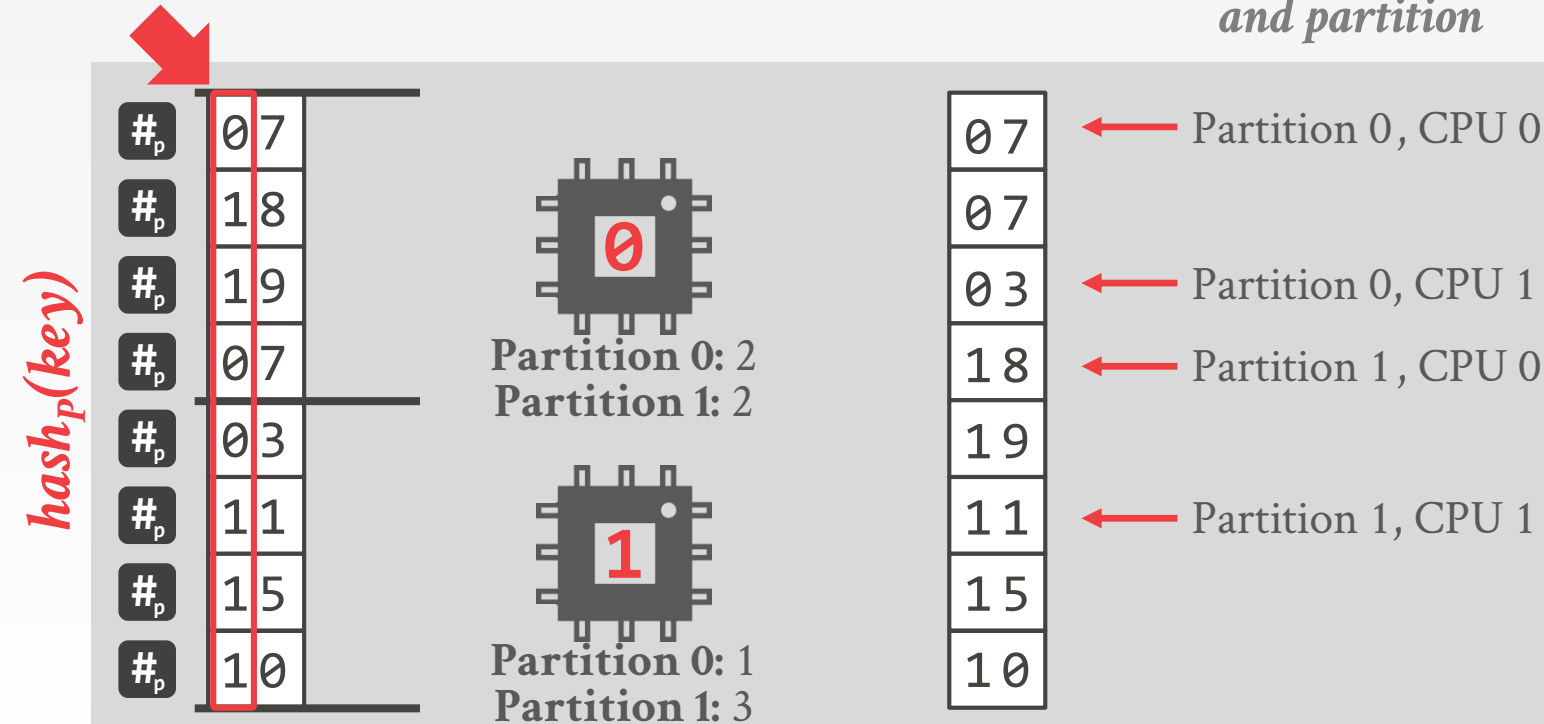 and partition
hashp(key)
#p 07
#p 18
#p 19
#p 07
#p 03
#p 11
#p 15
#p 10
0
Partition 0: 2
Partition 1: 2
1
Partition 0: 1
Partition 1: 3
07 Partition 0, CPU 0
07
03 Partition 0, CPU 1
18 Partition 1, CPU 0
19
11 Partition 1, CPU 1
15
10